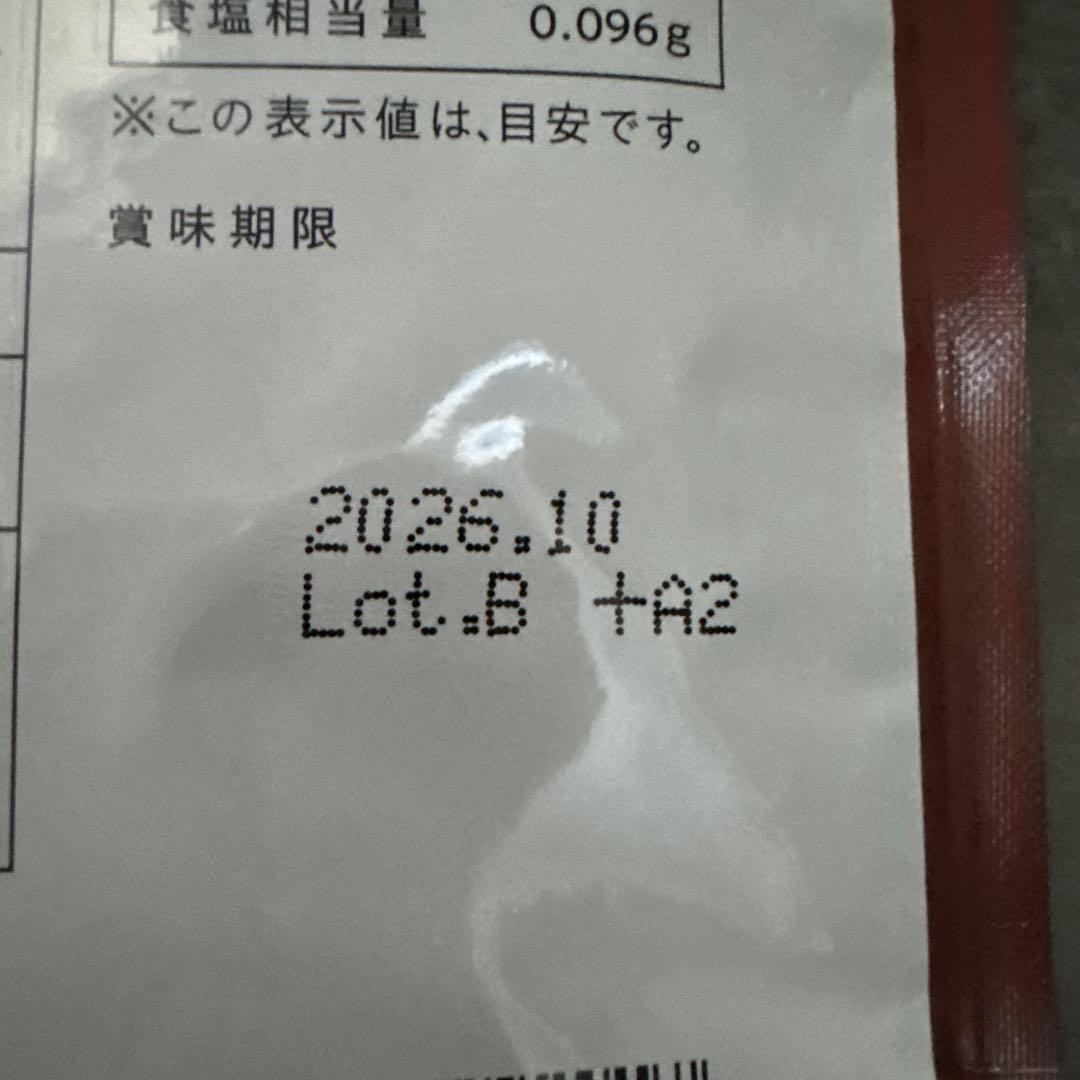 食塩相当量 0.096g
※この表示値は、目安です。
賞味期限
2026.10
Lot.B +A2